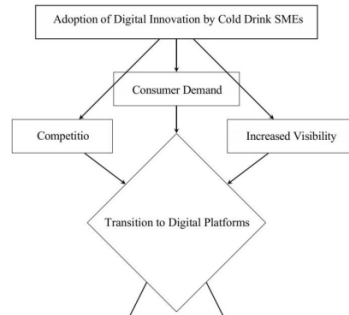 Adoption of Digital Innovation by Cold Drink SMEs
Consumer Demand
Competitio
Increased Visibility
Transition to Digital Platforms